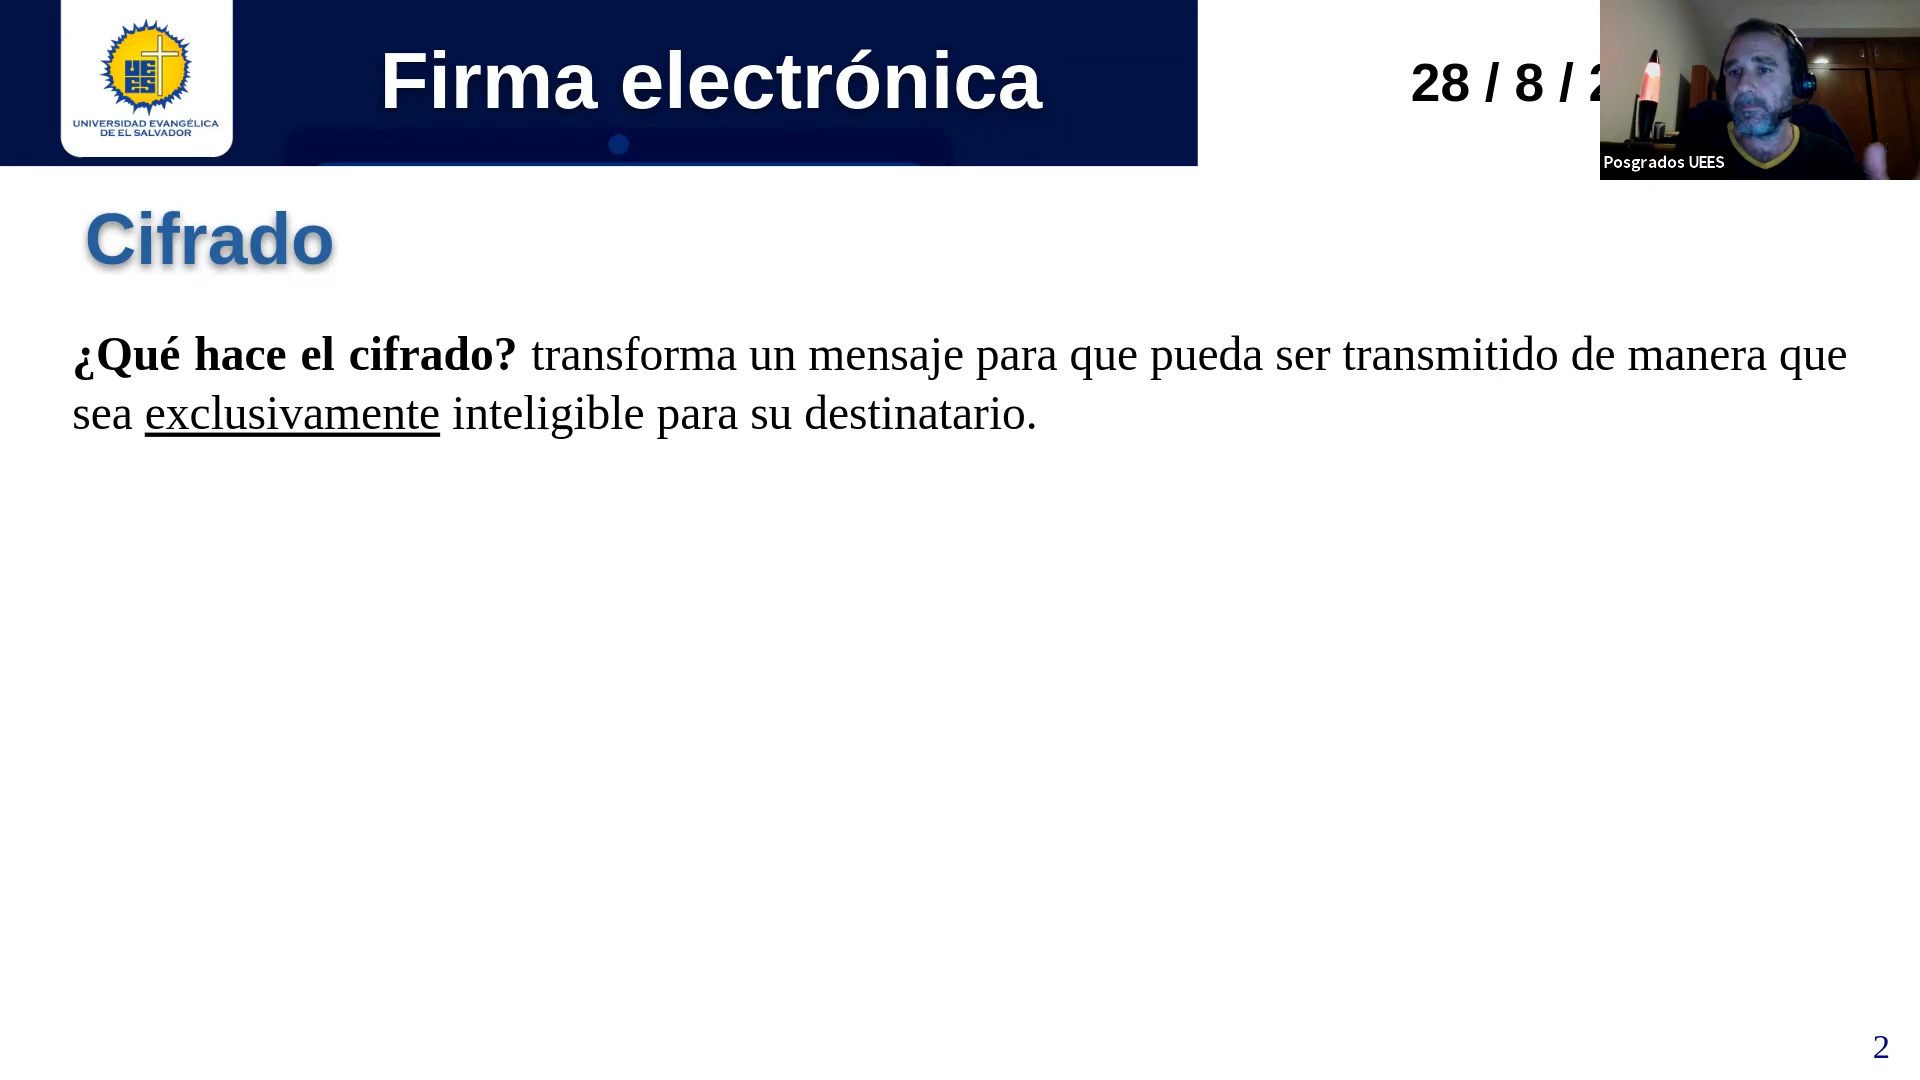 UEES
UNIVERSIDAD EVANGÉLICA
DE EL SALVADOR
Firma electrónica
28 / 8 /
Posgrados UEES
Cifrado
¿Qué hace el cifrado? transforma un mensaje para que pueda ser transmitido de manera que
sea exclusivamente inteligible para su destinatario.
2